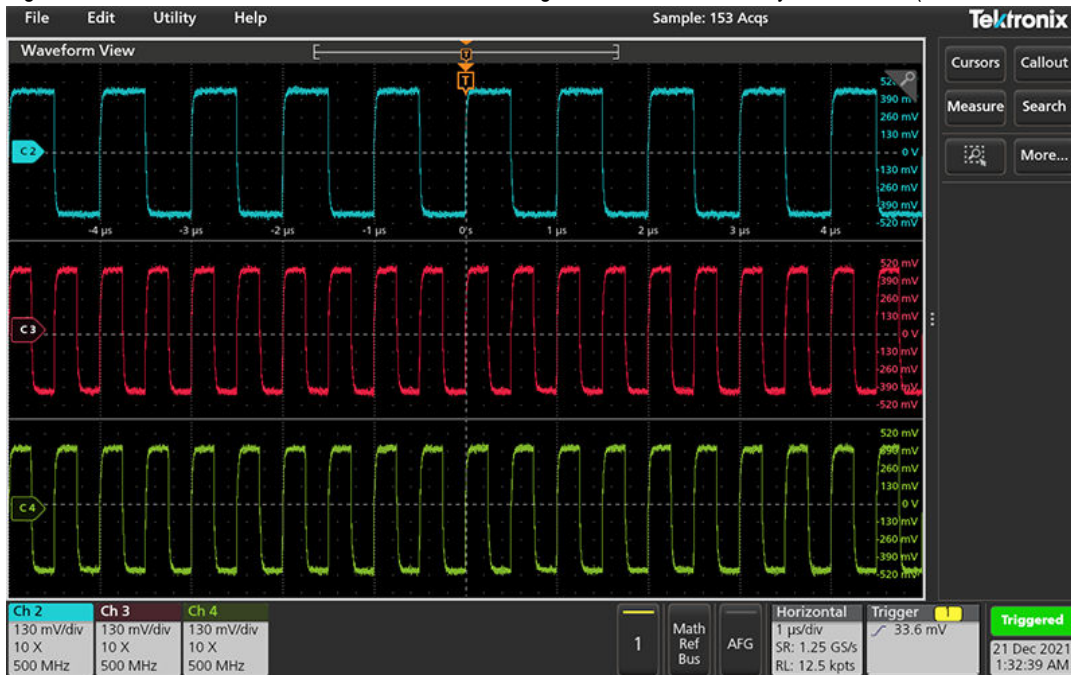 File Edit Utility Help Sample: 153 Acqs Tektronix
Waveform View
T
T
Cursors Callout
Measure Search
More...
390 m
260 mV
130 mV
C 2
0 V
-130 mV
-260 mV
-390 mV
-520 mV
-4 µs -3 µs -2 µs -1 µs 0 s 1 µs 2 µs 3 µs 4 µs
520 mV
390 mV
260 mV
130 mV
C 3
0 V
-130 mV
-260 mV
-390 mV
-520 mV
520 mV
390 mV
260 mV
130 mV
C 4
0 V
-130 mV
-260 mV
-390 mV
-520 mV
Ch 2 Ch 3 Ch 4 Horizontal Trigger 1
130 mV/div 130 mV/div 130 mV/div 1 µs/div 33.6 mV
10 X 10 X 10 X SR: 1.25 GS/s
500 MHz 500 MHz 500 MHz RL: 12.5 kpts
1
Math
Ref
Bus
AFG
Triggered
21 Dec 2021
1:32:39 AM